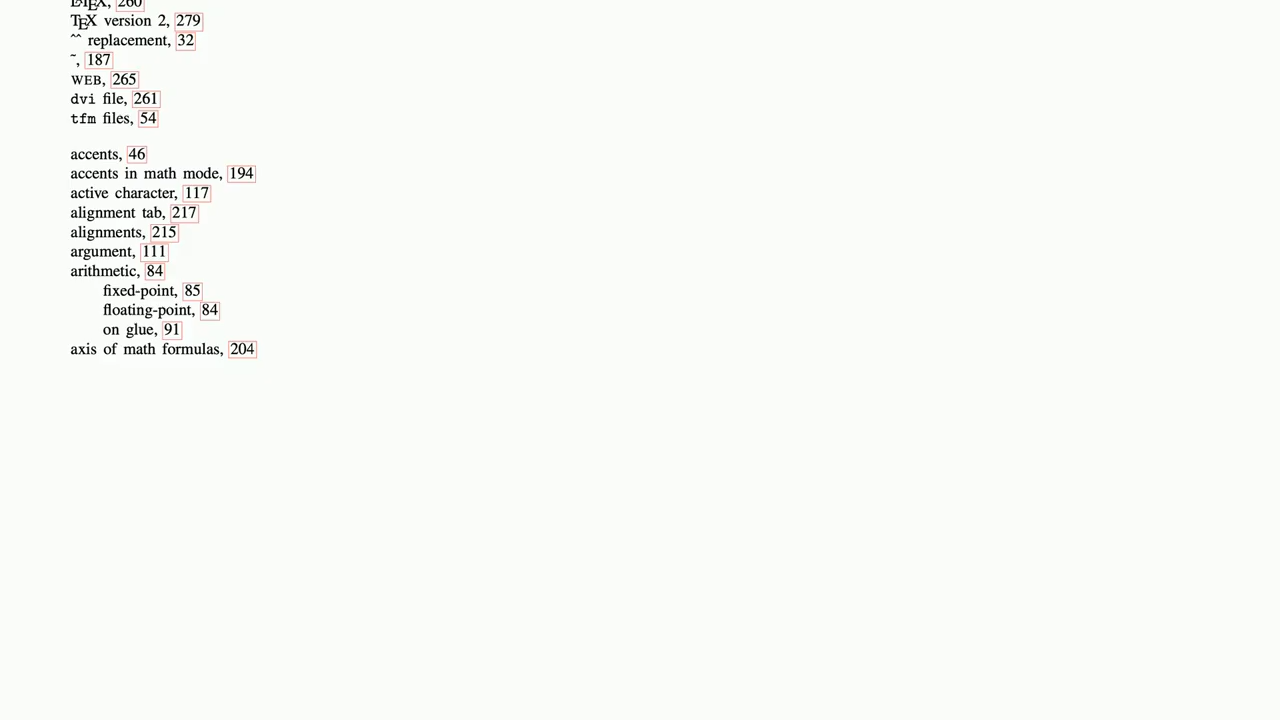 LATEX, 260
TEX version 2, 279
^^ replacement, 32
~, 187
WEB, 265
dvi file, 261
tfm files, 54
accents, 46
accents in math mode, 194
active character, 117
alignment tab, 217
alignments, 215
argument, 111
arithmetic, 84
fixed-point, 85
floating-point, 84
on glue, 91
axis of math formulas, 204